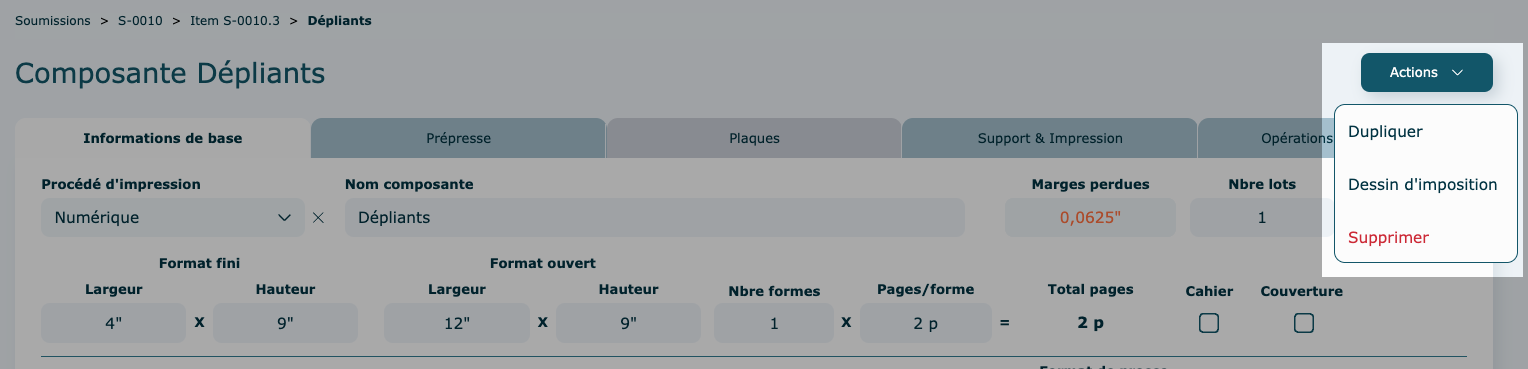 Soumissions > S-0010 > Item S-0010.3 > Dépliants
Composante Dépliants
Actions
Dupliquer
Dessin d'imposition
Supprimer
Informations de base Prépresse Plaques Support & Impression Opérations
Procédé d'impression Nom composante Marges perdues Nbre lots
Numérique × Dépliants 0,0625" 1
Format fini Format ouvert
Largeur Hauteur Largeur Hauteur Nbre formes Pages/forme Total pages Cahier Couverture
4" X 9" 12" X 9" 1 X 2 p = 2 p